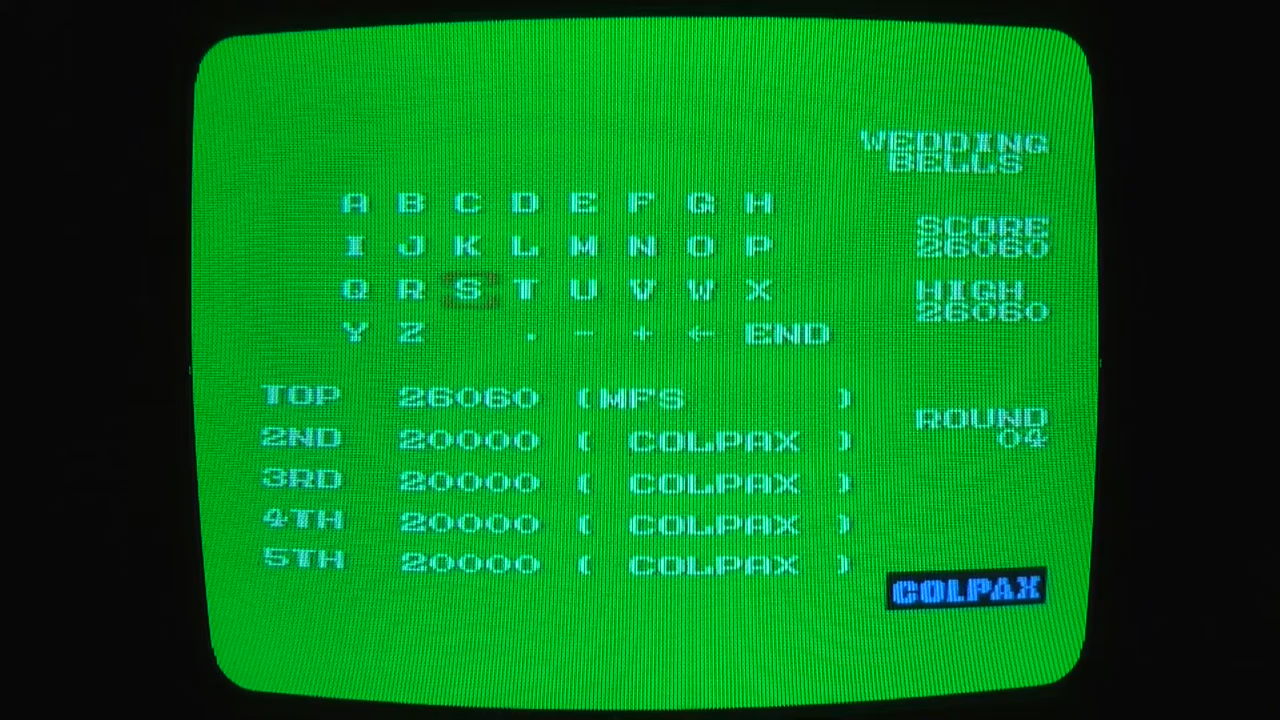 WEDDING
BELLS
A B C D E F G H
I J K L M N O P
Q R S T U V W X
Y Z . - + ← END
SCORE
26060
HIGH
26060
TOP 26060 (MFS )
2ND 20000 ( COLPAX )
3RD 20000 ( COLPAX )
4TH 20000 ( COLPAX )
5TH 20000 ( COLPAX )
ROUND
04
COLPAX